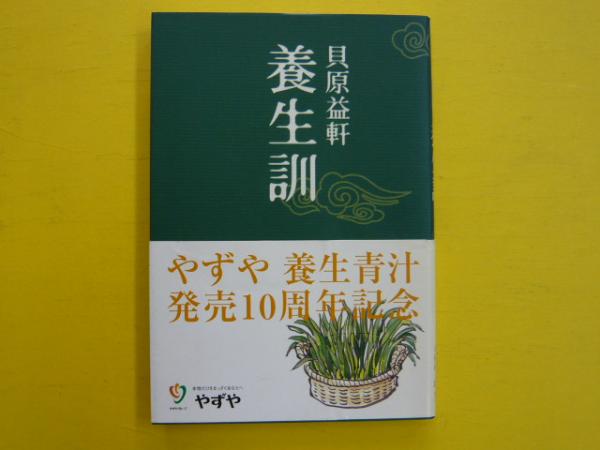 貝原益軒
養生訓
やずや 養生青汁
発売10周年記念
やずや